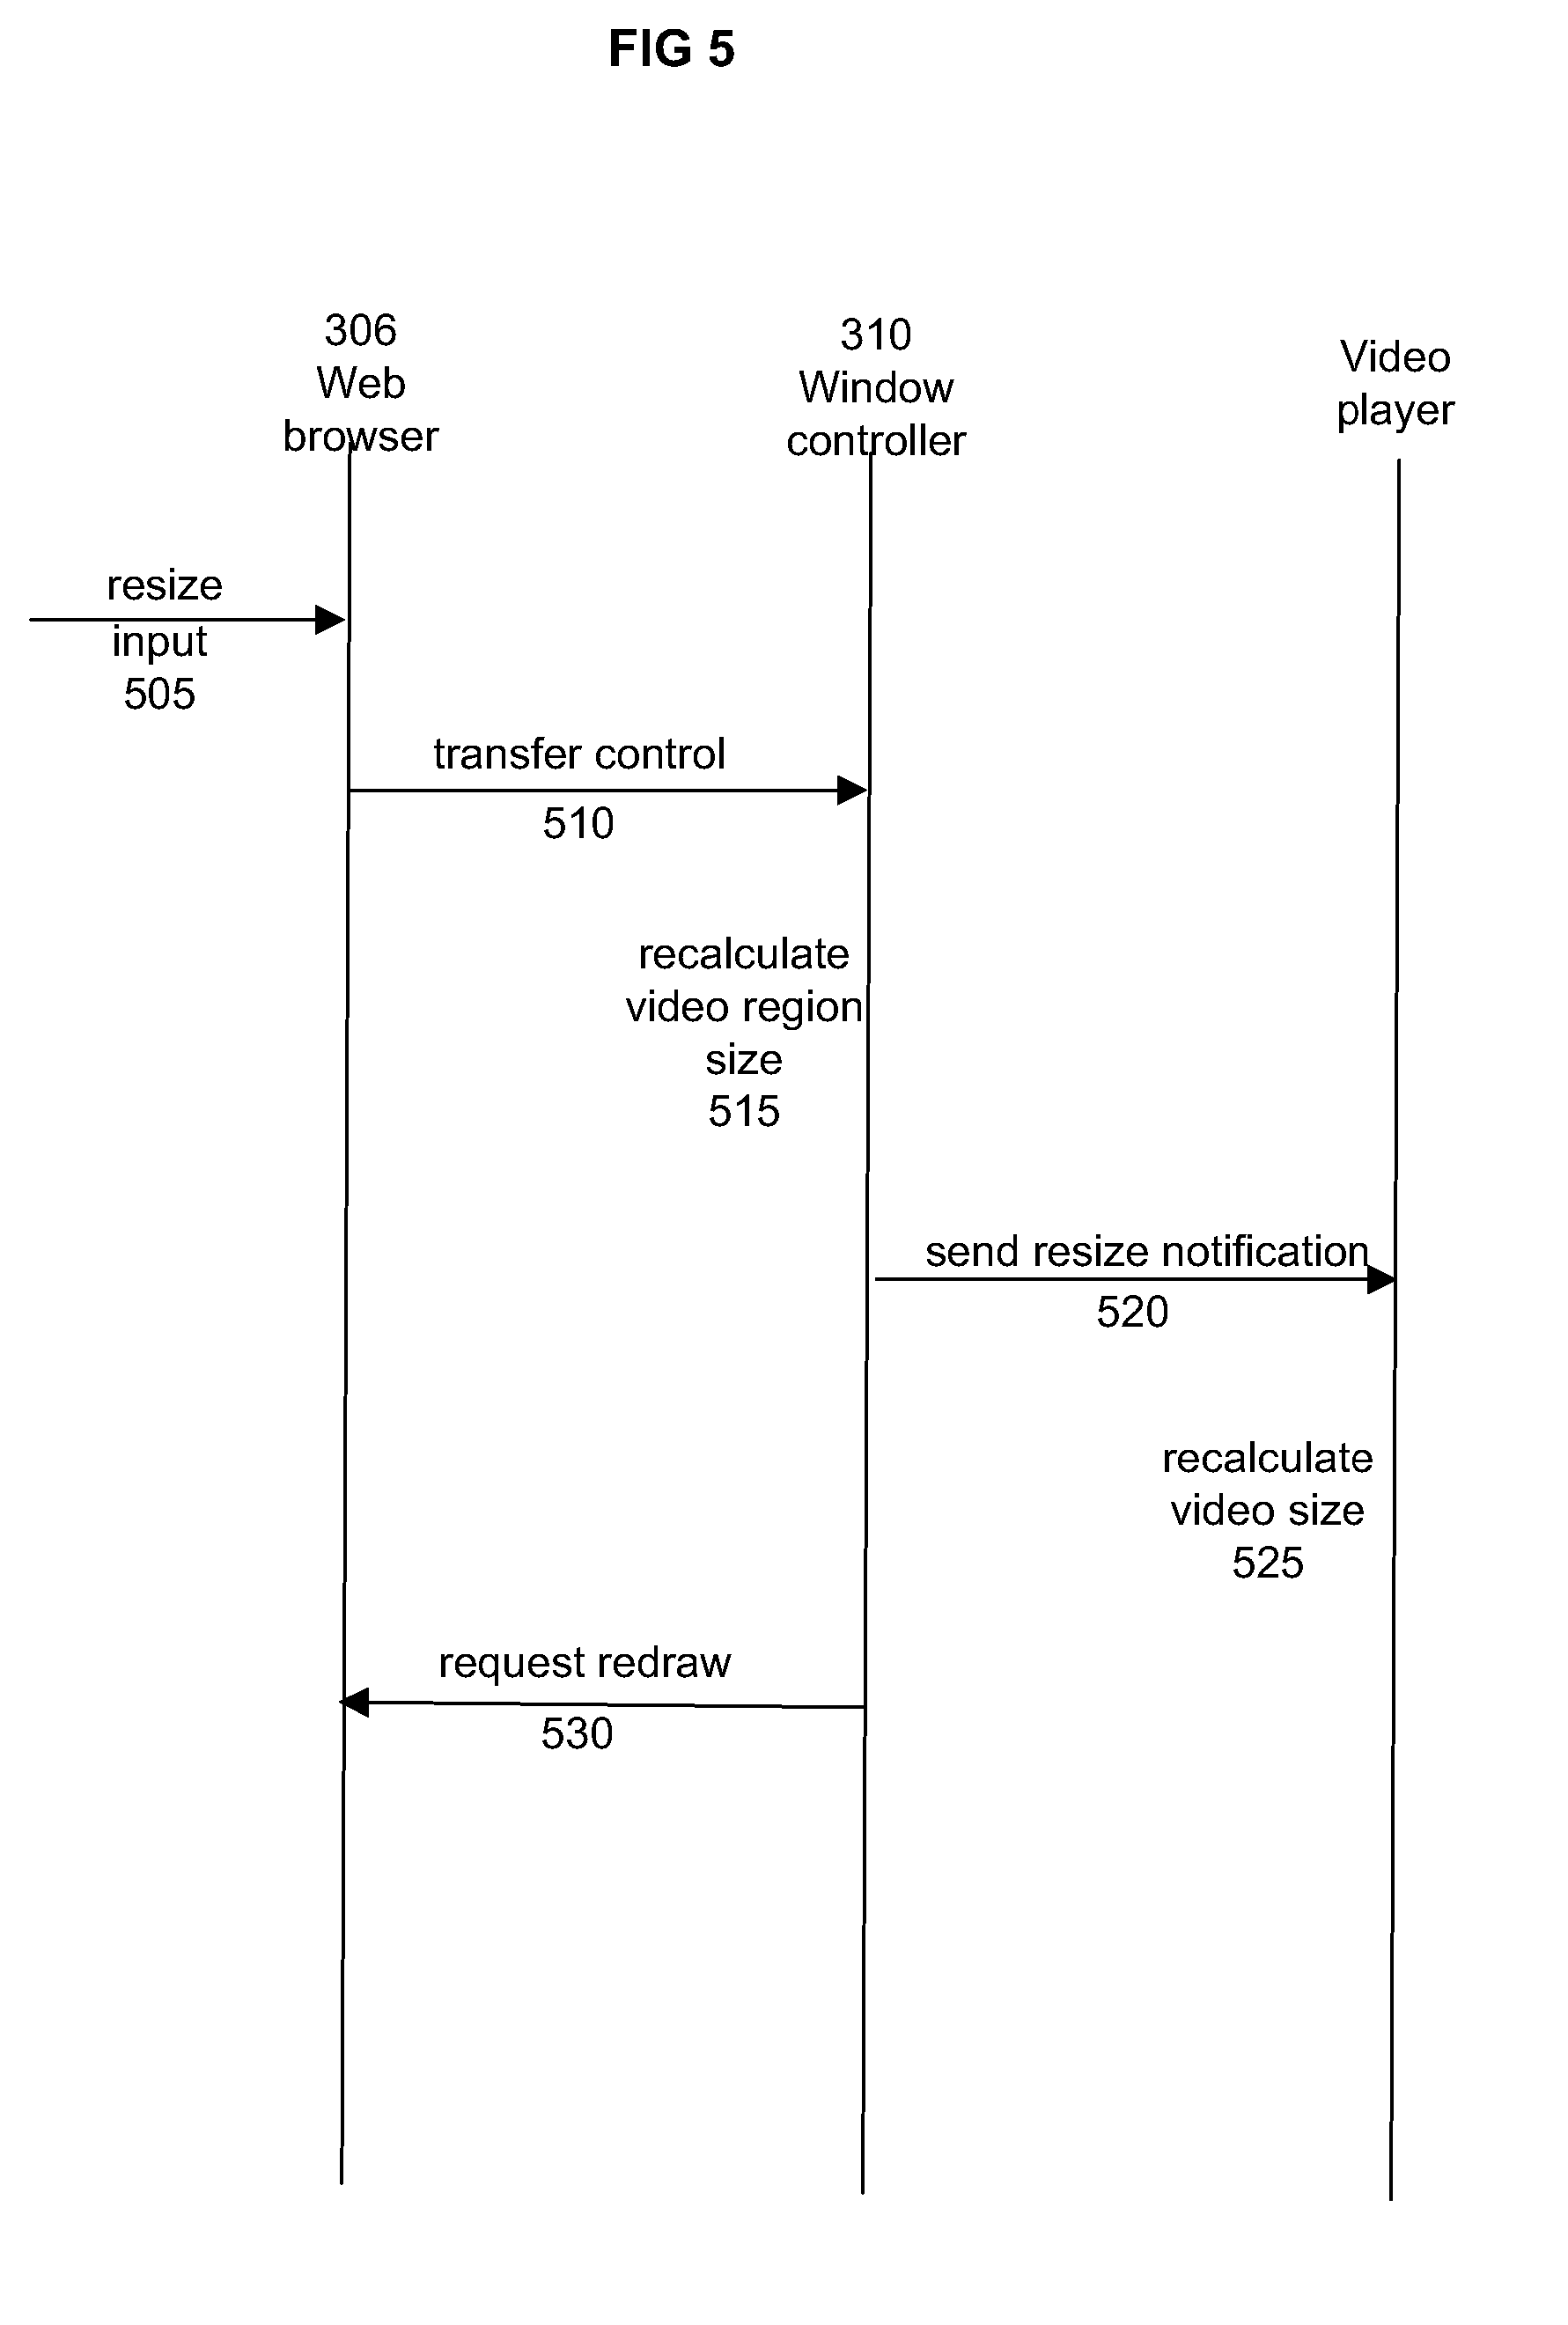 FIG 5
306
Web
browser
310
Window
controller
Video
player
resize
input
505
transfer control
510
recalculate
video region
size
515
send resize notification
520
recalculate
video size
525
request redraw
530